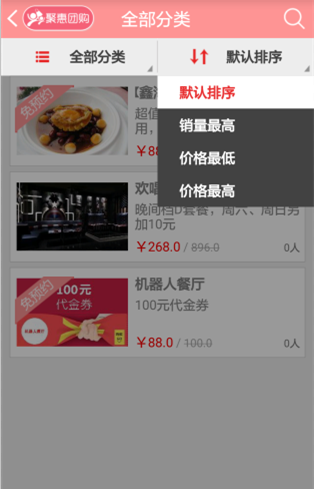 聚惠团购
全部分类
全部分类
默认排序
默认排序
销量最高
价格最低
价格最高
免预约
超值
用,
¥88
欢唱
晚间档D套餐，周六、周日另
加10元
¥268.0 / 896.0
0人
免预约
100元
代金券
机器人餐厅
机器人餐厅
100元代金券
¥88.0 / 100.0
0人